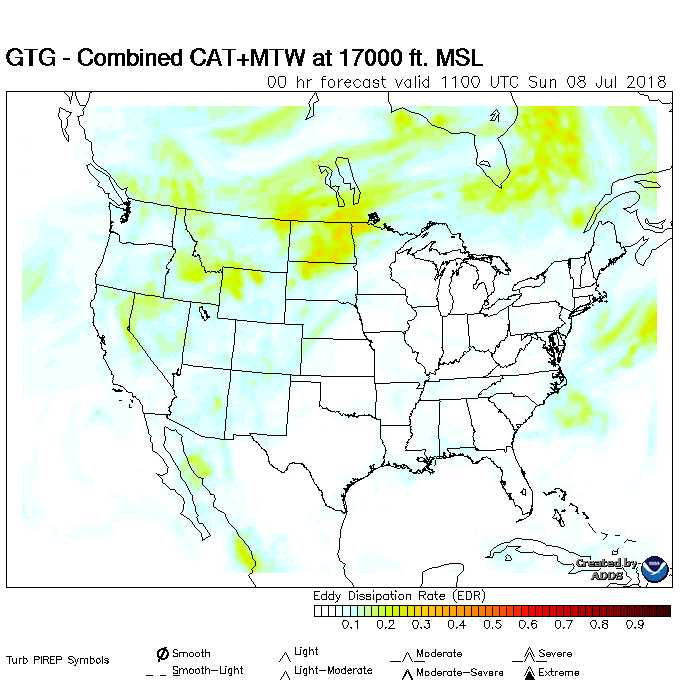 GTG - Combined CAT+MTW at 17000 ft. MSL
00 hr forecast valid 1100 UTC Sun 08 Jul 2018
Created by
ADDS
Eddy Dissipation Rate (EDR)
0.1 0.2 0.3 0.4 0.5 0.6 0.7 0.8 0.9
Turb PIREP Symbols
Smooth Light Moderate Severe
Smooth-Light Light-Moderate Moderate-Severe Extreme